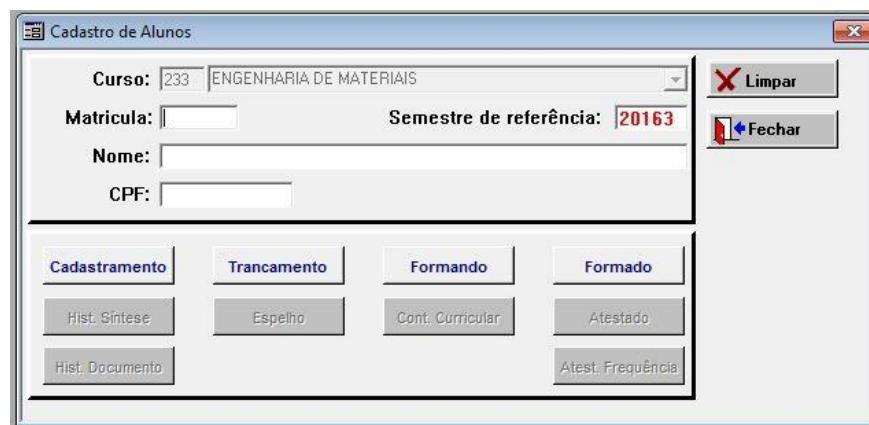 Cadastro de Alunos
Curso: 233 ENGENHARIA DE MATERIAIS
Limpar
Matricula: Semestre de referência: 20163
Fechar
Nome:
CPF:
Cadastramento Trancamento Formando Formado
Hist. Síntese Espelho Cont. Curricular Atestado
Hist. Documento Atest. Frequência